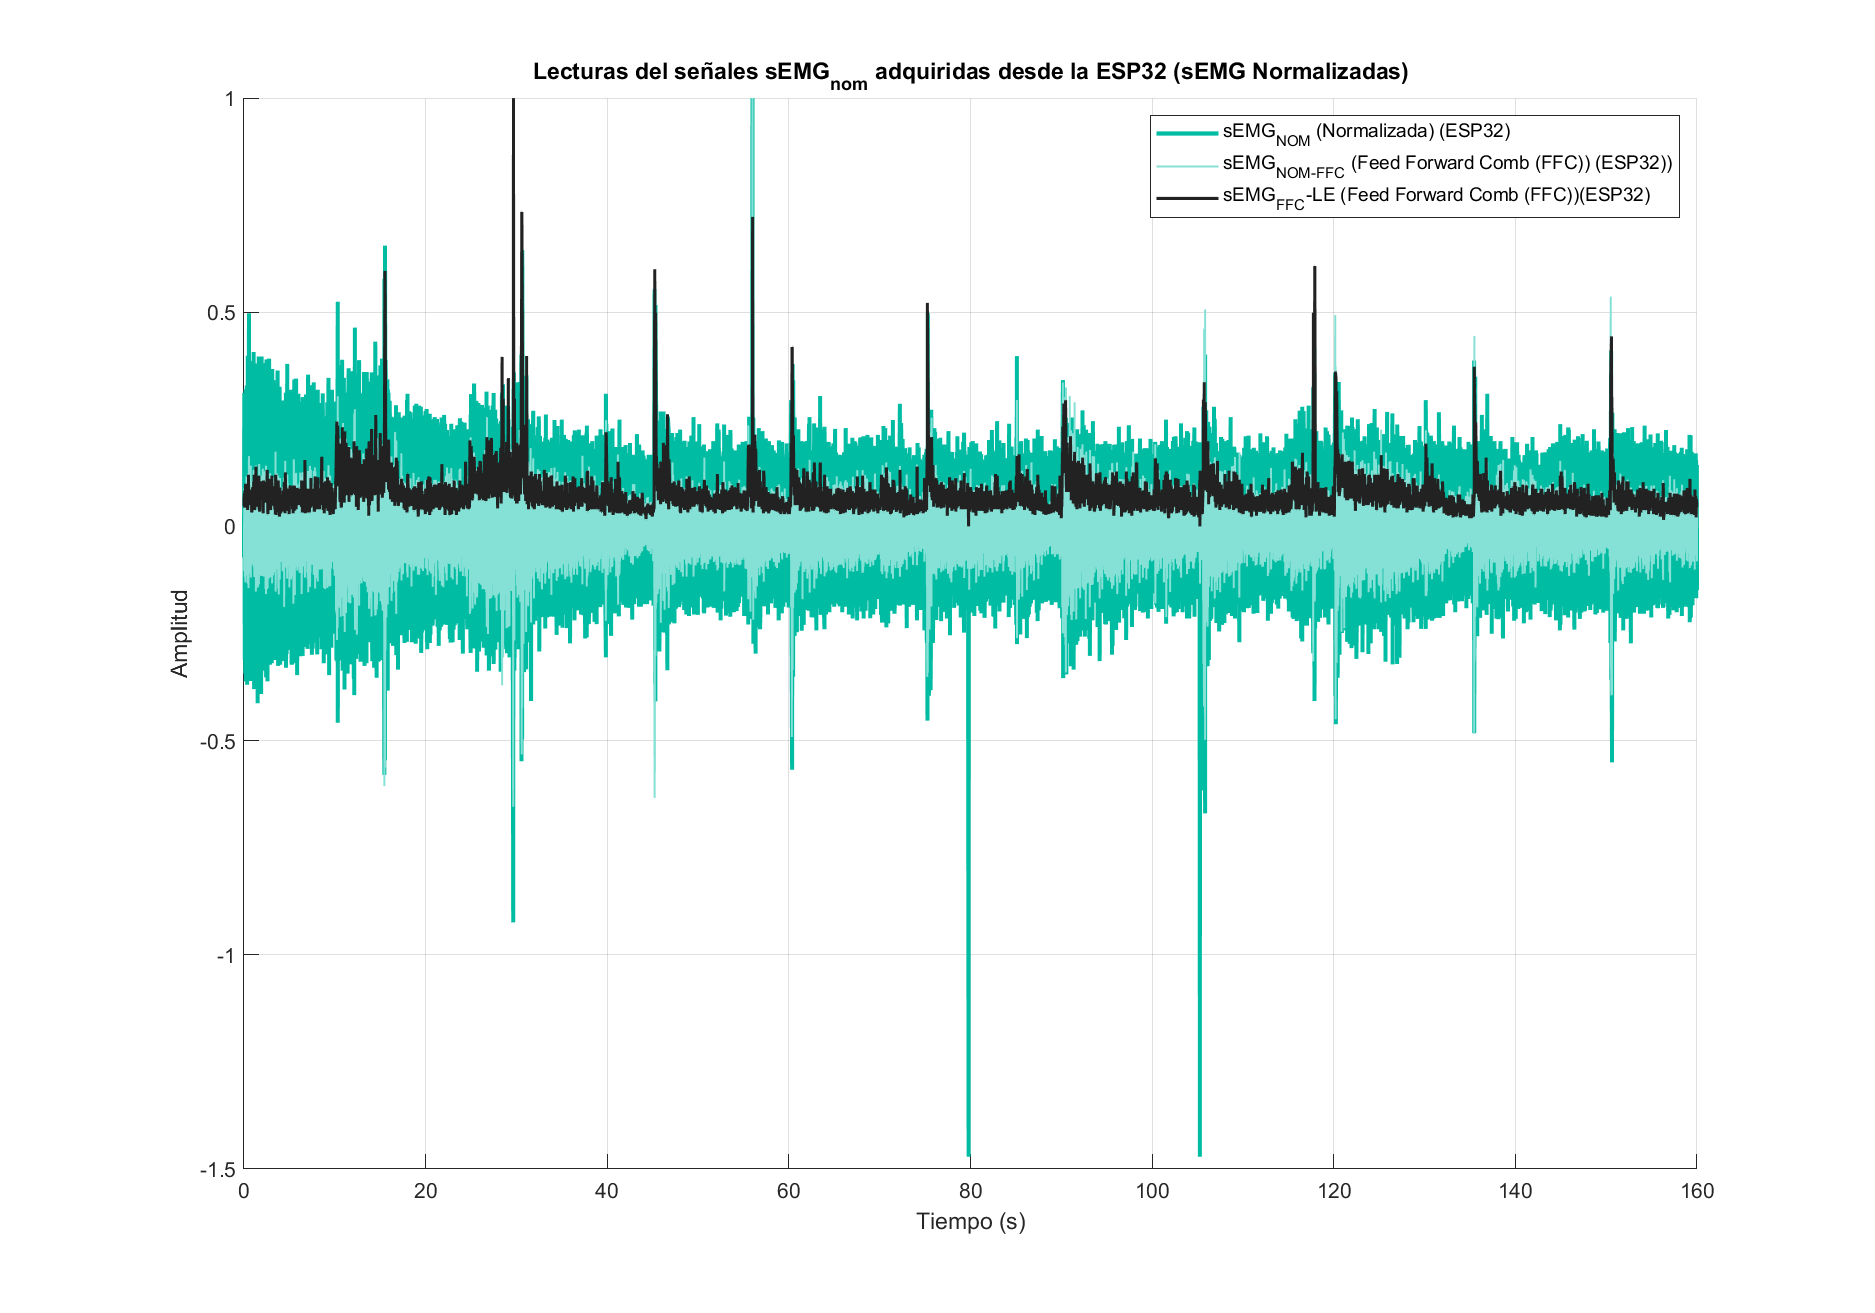 Lecturas del señales sEMGnom adquiridas desde la ESP32 (sEMG Normalizadas)
sEMGNOM (Normalizada) (ESP32)
sEMGNOM-FFC (Feed Forward Comb (FFC)) (ESP32))
sEMGFFC-LE (Feed Forward Comb (FFC))(ESP32)
1
0.5
0
-0.5
-1
-1.5
Amplitud
0 20 40 60 80 100 120 140 160
Tiempo (s)